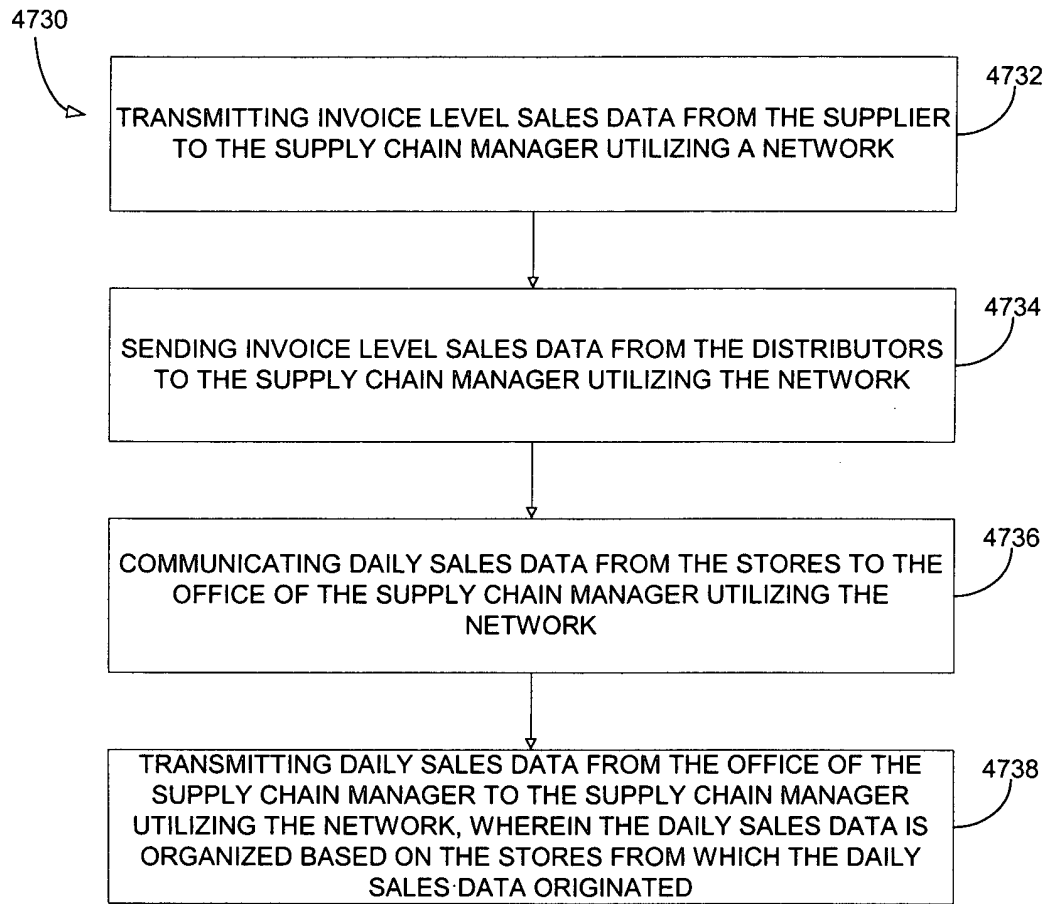 4730
4732
TRANSMITTING INVOICE LEVEL SALES DATA FROM THE SUPPLIER
TO THE SUPPLY CHAIN MANAGER UTILIZING A NETWORK
4734
SENDING INVOICE LEVEL SALES DATA FROM THE DISTRIBUTORS
TO THE SUPPLY CHAIN MANAGER UTILIZING THE NETWORK
4736
COMMUNICATING DAILY SALES DATA FROM THE STORES TO THE
OFFICE OF THE SUPPLY CHAIN MANAGER UTILIZING THE
NETWORK
4738
TRANSMITTING DAILY SALES DATA FROM THE OFFICE OF THE
SUPPLY CHAIN MANAGER TO THE SUPPLY CHAIN MANAGER
UTILIZING THE NETWORK, WHEREIN THE DAILY SALES DATA IS
ORGANIZED BASED ON THE STORES FROM WHICH THE DAILY
SALES DATA ORIGINATED